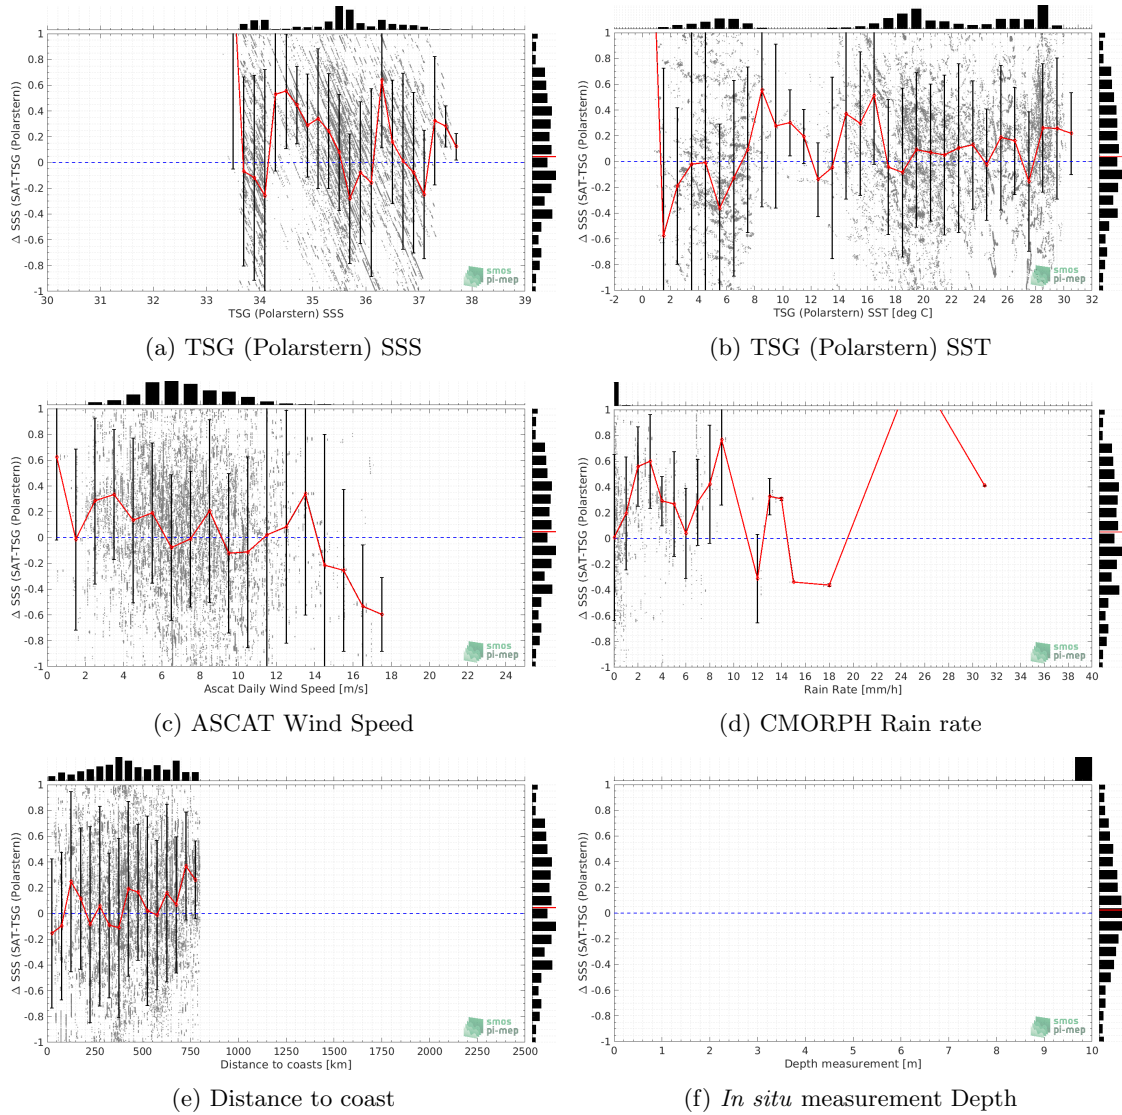 Δ SSS (SAT-TSG (Polarstern))
1
0.8
0.6
0.4
0.2
0
-0.2
-0.4
-0.6
-0.8
-1
30 31 32 33 34 35 36 37 38 39
TSG (Polarstern) SSS
smos
pi-mep
(a) TSG (Polarstern) SSS
Δ SSS (SAT-TSG (Polarstern))
1
0.8
0.6
0.4
0.2
0
-0.2
-0.4
-0.6
-0.8
-1
-2 0 2 4 6 8 10 12 14 16 18 20 22 24 26 28 30 32
TSG (Polarstern) SST [deg C]
smos
pi-mep
(b) TSG (Polarstern) SST
Δ SSS (SAT-TSG (Polarstern))
1
0.8
0.6
0.4
0.2
0
-0.2
-0.4
-0.6
-0.8
-1
0 2 4 6 8 10 12 14 16 18 20 22 24
Ascat Daily Wind Speed [m/s]
smos
pi-mep
(c) ASCAT Wind Speed
Δ SSS (SAT-TSG (Polarstern))
1
0.8
0.6
0.4
0.2
0
-0.2
-0.4
-0.6
-0.8
-1
0 2 4 6 8 10 12 14 16 18 20 22 24 26 28 30 32 34 36 38 40
Rain Rate [mm/h]
smos
pi-mep
(d) CMORPH Rain rate
Δ SSS (SAT-TSG (Polarstern))
1
0.8
0.6
0.4
0.2
0
-0.2
-0.4
-0.6
-0.8
-1
0 250 500 750 1000 1250 1500 1750 2000 2250 2500
Distance to coasts [km]
smos
pi-mep
(e) Distance to coast
Δ SSS (SAT-TSG (Polarstern))
1
0.8
0.6
0.4
0.2
0
-0.2
-0.4
-0.6
-0.8
-1
0 1 2 3 4 5 6 7 8 9 10
Depth measurement [m]
smos
pi-mep
(f) In situ measurement Depth